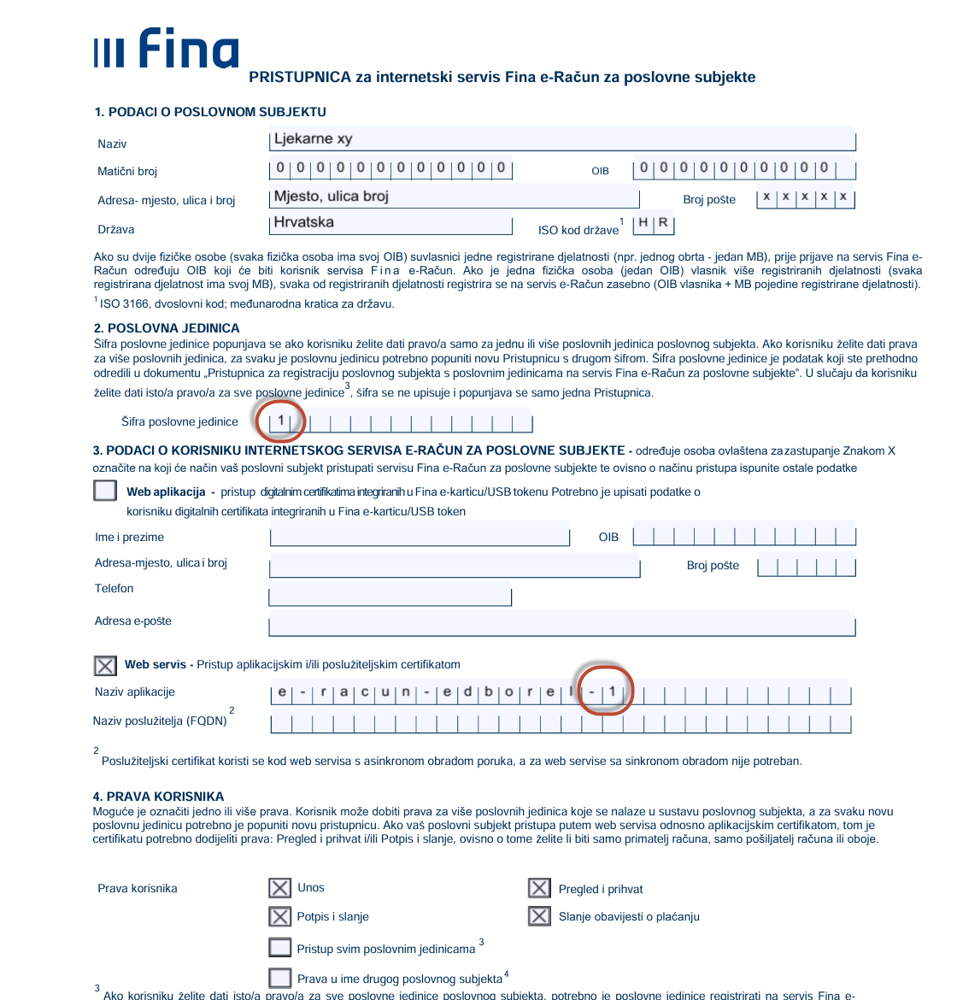 fina
PRISTUPNICA za internetski servis Fina e-Račun za poslovne subjekte
1. PODACI O POSLOVNOM SUBJEKTU
Naziv Ljekarne xy
Matični broj 0 0 0 0 0 0 0 0 0 0 0 0 OIB 0 0 0 0 0 0 0 0 0 0
Adresa- mjesto, ulica i broj Mjesto, ulica broj Broj pošte x x x x x
Država Hrvatska ISO kod države1 H R
Ako su dvije fizičke osobe (svaka fizička osoba ima svoj OIB) suvlasnici jedne registrirane djelatnosti (npr. jednog obrta - jedan MB), prije prijave na servis Fina e-
Račun određuju OIB koji će biti korisnik servisa Fina e-Račun. Ako je jedna fizička osoba (jedan OIB) vlasnik više registriranih djelatnosti (svaka
registrirana djelatnost ima svoj MB), svaka od registriranih djelatnosti registrira se na servis e-Račun zasebno (OIB vlasnika + MB pojedine registrirane djelatnosti).
1 ISO 3166, dvoslovni kod; međunarodna kratica za državu.
2. POSLOVNA JEDINICA
Šifra poslovne jedinice popunjava se ako korisniku želite dati pravo/a samo za jednu ili više poslovnih jedinica poslovnog subjekta. Ako korisniku želite dati prava
za više poslovnih jedinica, za svaku je poslovnu jedinicu potrebno popuniti novu Pristupnicu s drugom šifrom. Šifra poslovne jedinice je podatak koji ste prethodno
odredili u dokumentu „Pristupnica za registraciju poslovnog subjekta s poslovnim jedinicama na servis Fina e-Račun za poslovne subjekte“. U slučaju da korisniku
želite dati isto/a pravo/a za sve poslovne jedinice3, šifra se ne upisuje i popunjava se samo jedna Pristupnica.
Šifra poslovne jedinice 1
3. PODACI O KORISNIKU INTERNETSKOG SERVISA E-RAČUN ZA POSLOVNE SUBJEKTE - određuje osoba ovlaštena za zastupanje Znakom X
označite na koji će način vaš poslovni subjekt pristupati servisu Fina e-Račun za poslovne subjekte te ovisno o načinu pristupa ispunite ostale podatke
Web aplikacija - pristup digitalnim certifikatima integriranih u Fina e-karticu/USB tokenu Potrebno je upisati podatke o
korisniku digitalnih certifikata integriranih u Fina e-karticu/USB token
Ime i prezime OIB
Adresa-mjesto, ulica i broj Broj pošte
Telefon
Adresa e-pošte
X Web servis - Pristup aplikacijskim i/ili poslužiteljskim certifikatom
Naziv aplikacije e - r a c u n - e d b o r e l - 1
Naziv poslužitelja (FQDN)2
2 Poslužiteljski certifikat koristi se kod web servisa s asinkronom obradom poruka, a za web servise sa sinkronom obradom nije potreban.
4. PRAVA KORISNIKA
Moguće je označiti jedno ili više prava. Korisnik može dobiti prava za više poslovnih jedinica koje se nalaze u sustavu poslovnog subjekta, a za svaku novu
poslovnu jedinicu potrebno je popuniti novu pristupnicu. Ako vaš poslovni subjekt pristupa putem web servisa odnosno aplikacijskim certifikatom, tom je
certifikatu potrebno dodijeliti prava: Pregled i prihvat i/ili Potpis i slanje, ovisno o tome želite li biti samo primatelj računa, samo pošiljatelj računa ili oboje.
Prava korisnika X Unos X Pregled i prihvat
X Potpis i slanje X Slanje obavijesti o plaćanju
Pristup svim poslovnim jedinicama 3
Prava u ime drugog poslovnog subjekta4
3 Ako korisniku želite dati isto/a pravo/a za sve poslovne jedinice poslovnog subjekta, potrebno je poslovne jedinice registrirati na servis Fina e-